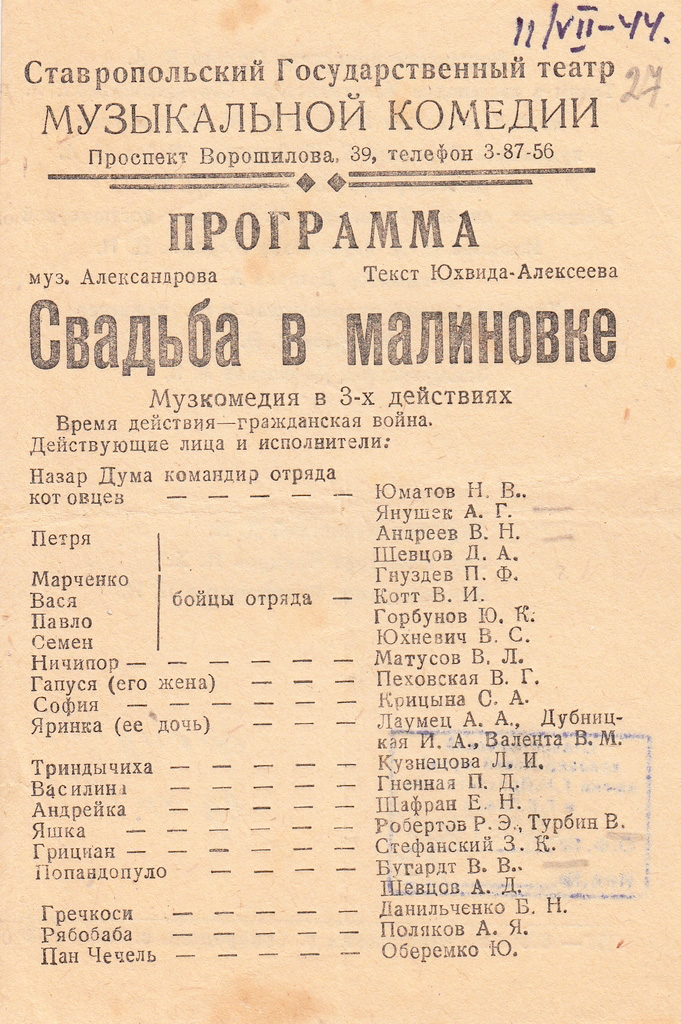 11/VII-44.
27
Ставропольский Государственный театр
МУЗЫКАЛЬНОЙ КОМЕДИИ
Проспект Ворошилова, 39, телефон 3-87-56
ПРОГРАММА
муз. Александрова Текст Юхвида-Алексеева
Свадьба в малиновке
Музкомедия в 3-х действиях
Время действия—гражданская война.
Действующие лица и исполнители:
Назар Дума командир отряда
котовцев — — — — — Юматов Н. В..
Янушек А. Г.
Петря Андреев В. Н.
Шевцов Д. А.
Марченко Гнуздев П. Ф.
Вася бойцы отряда — Котт В. И.
Павло Горбунов Ю. К.
Семен Юхневич В. С.
Ничипор — — — — — — Матусов В. Л.
Гапуся (его жена) — — — Пеховская В. Г.
София — — — — — — Крицына С. А.
Яринка (ее дочь) — — — Лаумец А. А., Дубниц-
кая И. А., Валента В. М.
Триндычиха — — — — — Кузнецова Л. И.
Василина — — — — — Гненная П. Д.
Андрейка — — — — — Шафран Е. Н.
Яшка — — — — — — Робертов Р. Э., Турбин В.
Грициан — — — — — — Стефанский З. К.
Попандопуло — — — — Бугардт В. В..
Шевцов А. Д.
Гречкоси — — — — — Данильченко Б. Н.
Рябобаба — — — — — Поляков А. Я.
Пан Чечель — — — — — Оберемко Ю.